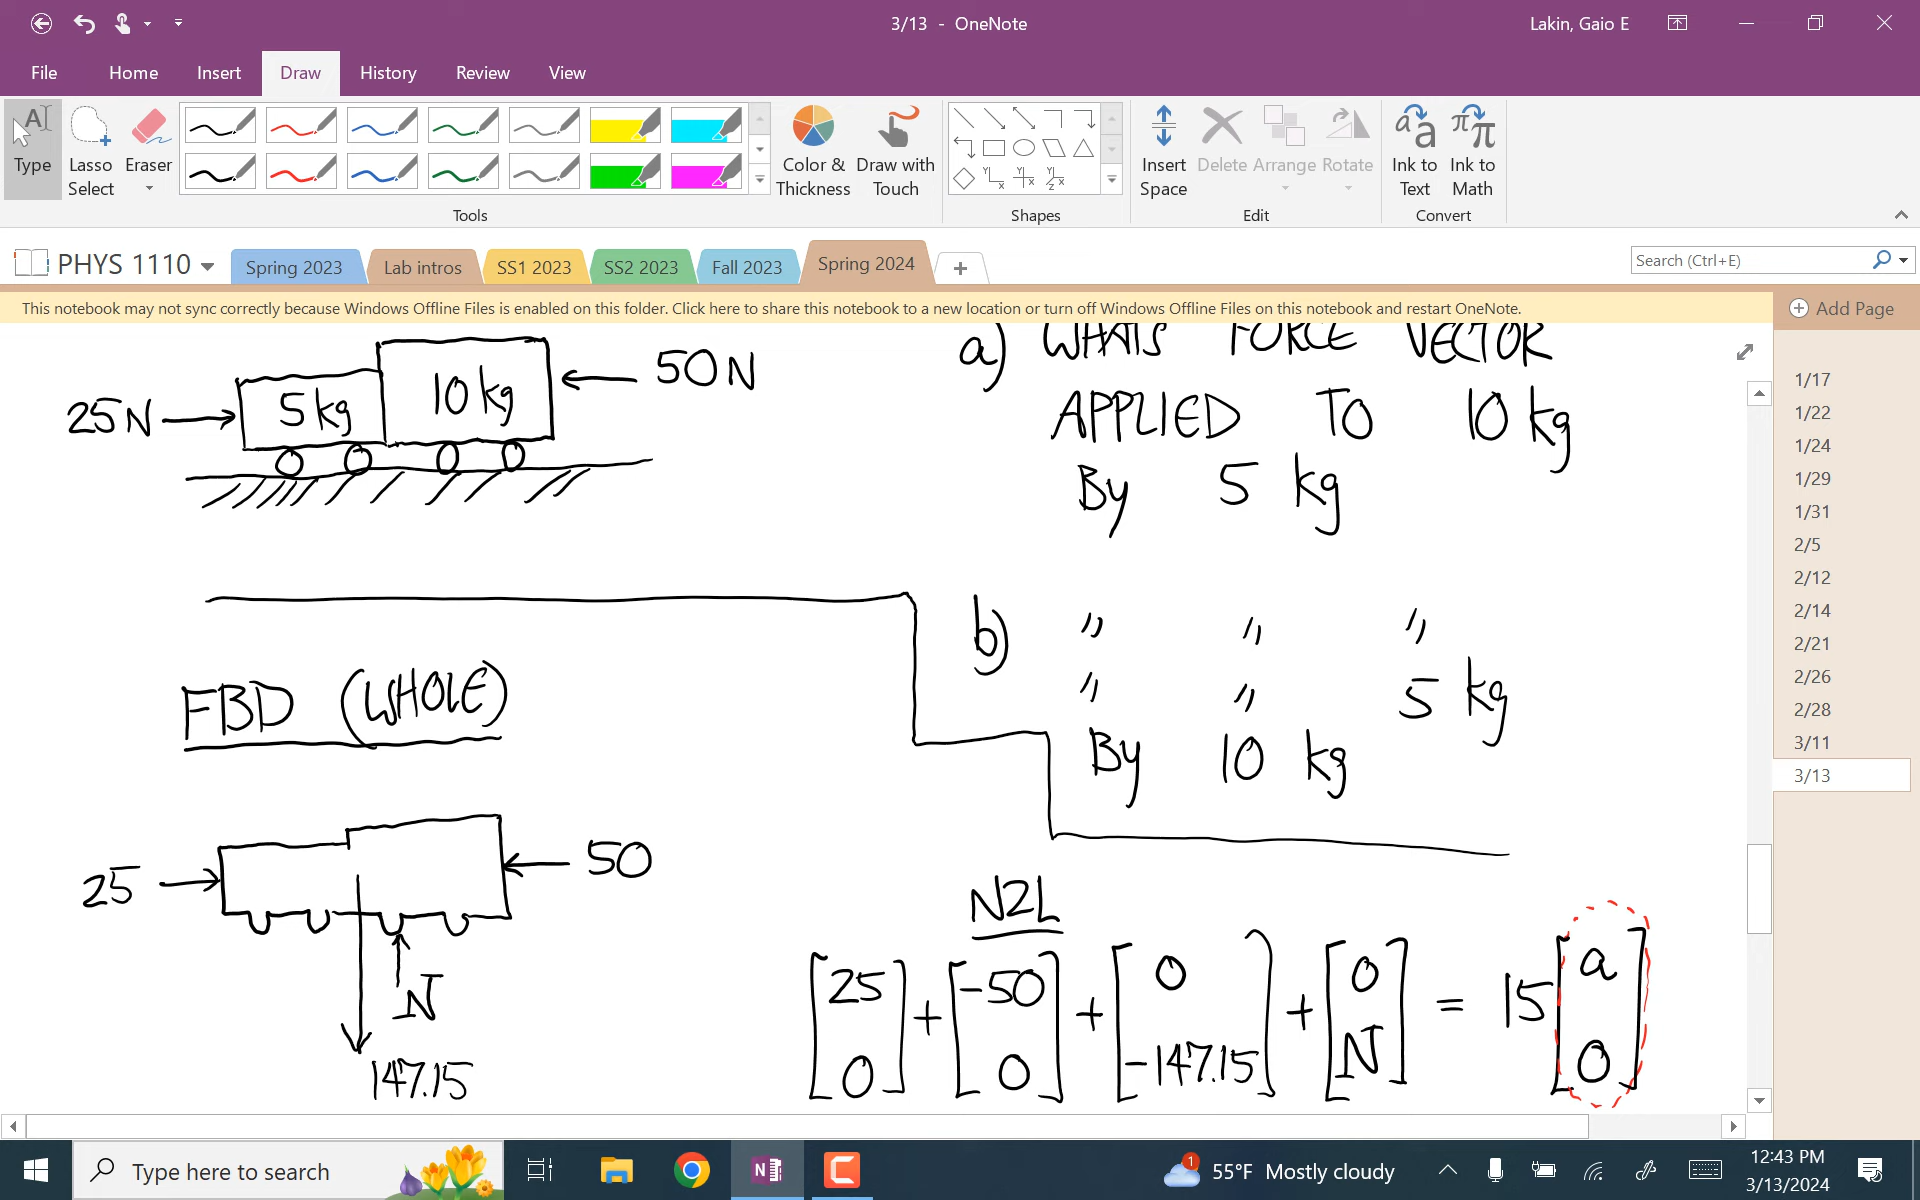 3/13 - OneNote
Lakin, Gaio E
File Home Insert Draw History Review View
Type
Lasso Select
Eraser
Color & Thickness
Draw with Touch
Insert Space
Delete
Arrange
Rotate
Ink to Text
Ink to Math
Tools
Shapes
Edit
Convert
PHYS 1110
Spring 2023
Lab intros
SS1 2023
SS2 2023
Fall 2023
Spring 2024
Search (Ctrl+E)
This notebook may not sync correctly because Windows Offline Files is enabled on this folder. Click here to share this notebook to a new location or turn off Windows Offline Files on this notebook and restart OneNote.
Add Page
1/17
1/22
1/24
1/29
1/31
2/5
2/12
2/14
2/21
2/26
2/28
3/11
3/13
25N
5 kg
10 kg
50 N
a) WHATS FORCE VECTOR
APPLIED TO 10 kg
By 5 kg
b) " " "
" " 5 kg
By 10 kg
FBD (WHOLE)
25
50
N
147.15
N2L
[25 0] + [-50 0] + [0 -147.15] + [0 N] = 15 [a 0]
Type here to search
1
55°F Mostly cloudy
12:43 PM
3/13/2024